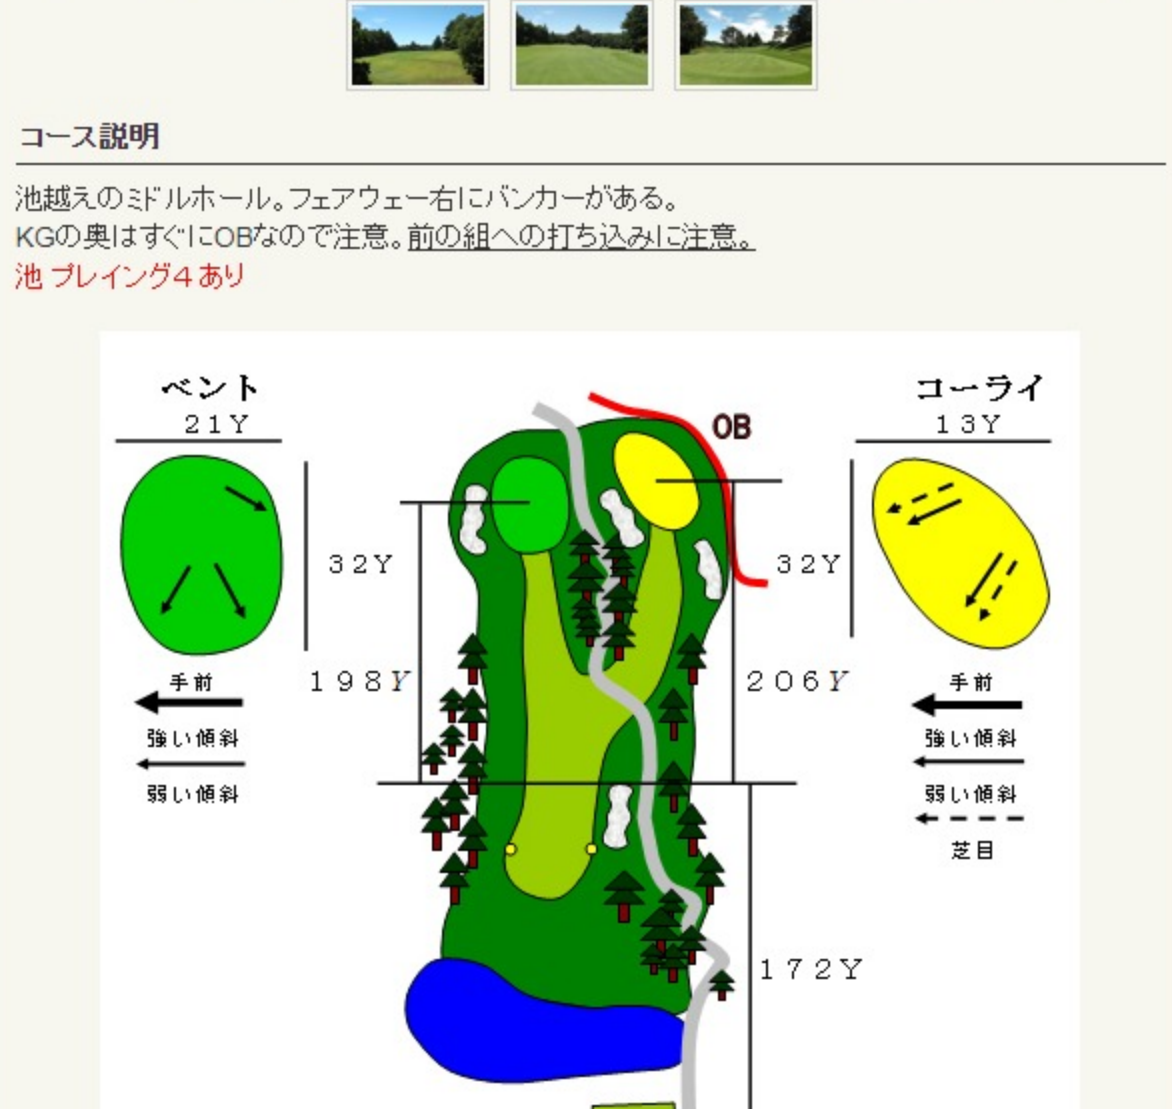 コース説明
池越えのミドルホール。フェアウェー右にバンカーがある。
KGの奥はすぐにOBなので注意。前の組への打ち込みに注意。
池 プレイング4あり
ベント
21Y
コーライ
13Y
OB
32Y
32Y
198Y
206Y
手前
強い傾斜
弱い傾斜
手前
強い傾斜
弱い傾斜
芝目
172Y